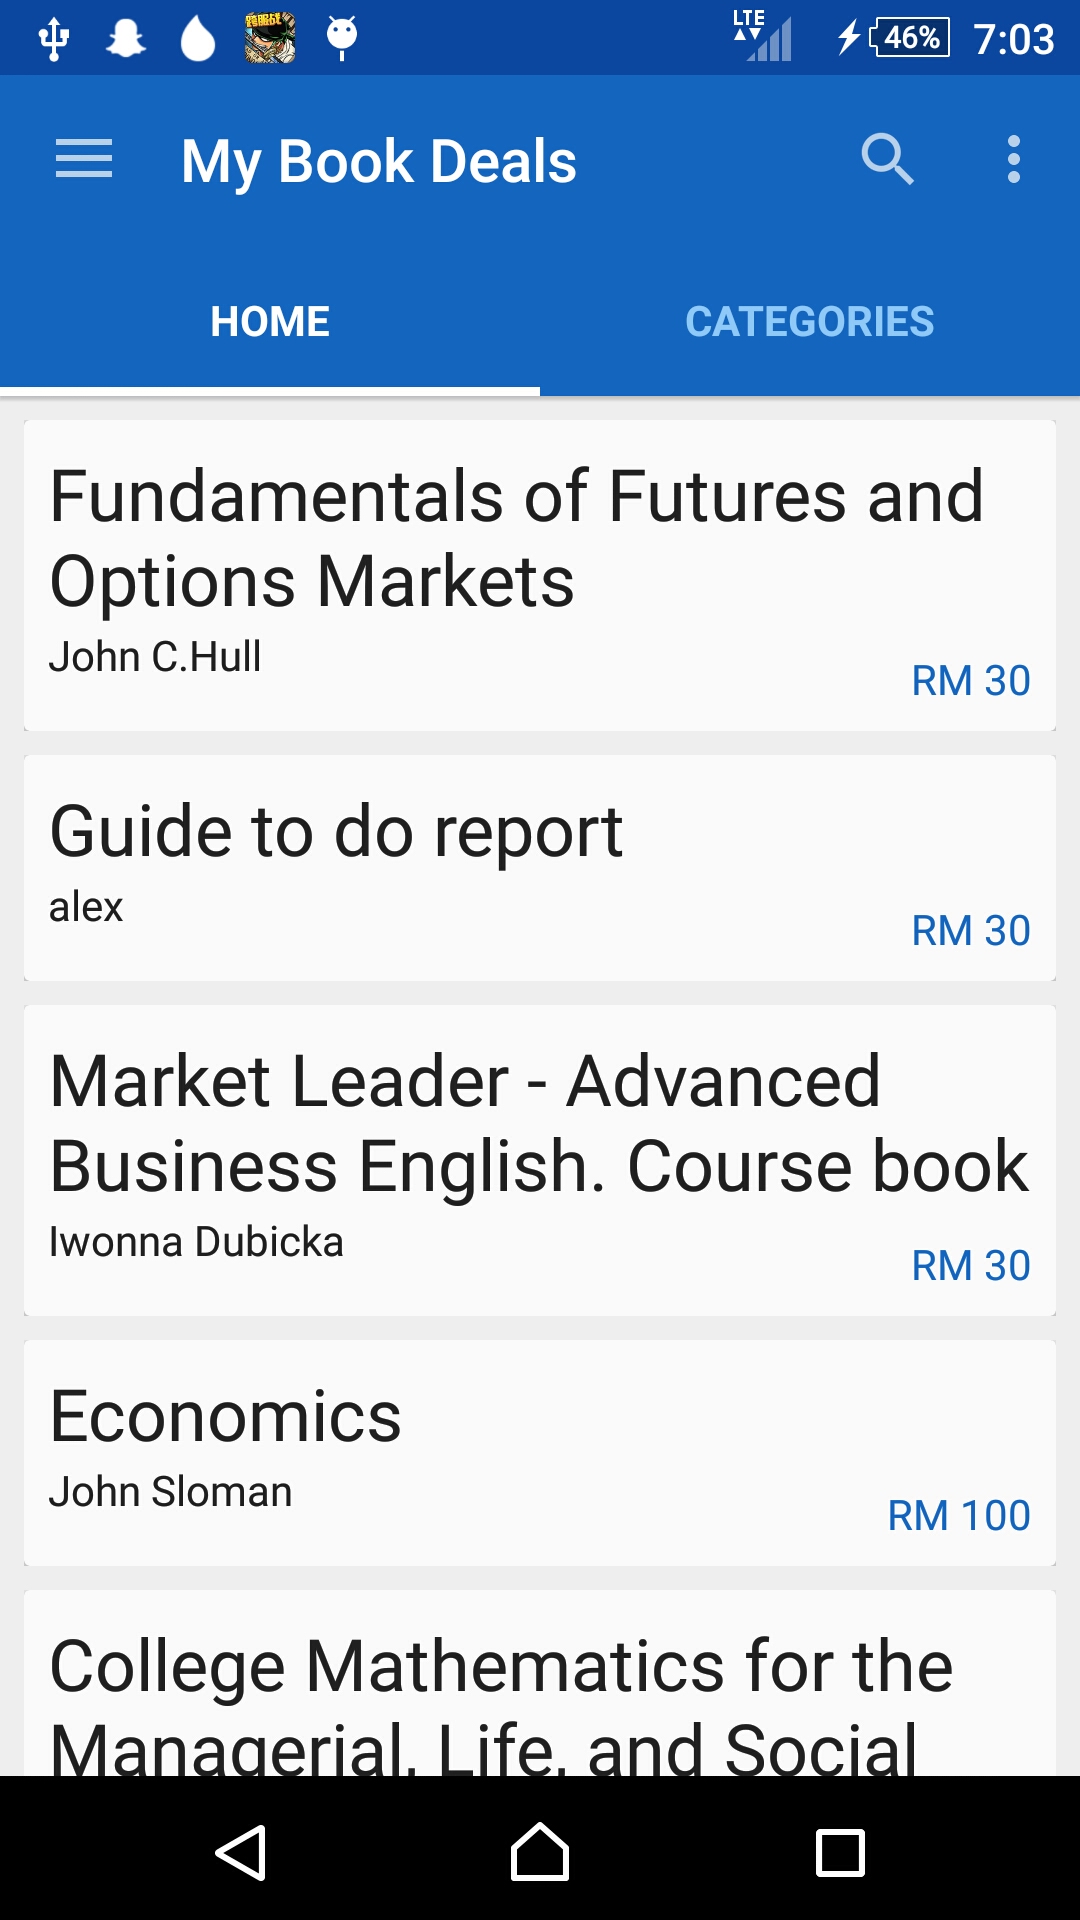 LTE
46%
7:03
My Book Deals
HOME
CATEGORIES
Fundamentals of Futures and
Options Markets
John C.Hull
RM 30
Guide to do report
alex
RM 30
Market Leader - Advanced
Business English. Course book
Iwonna Dubicka
RM 30
Economics
John Sloman
RM 100
College Mathematics for the
Managerial, Life, and Social